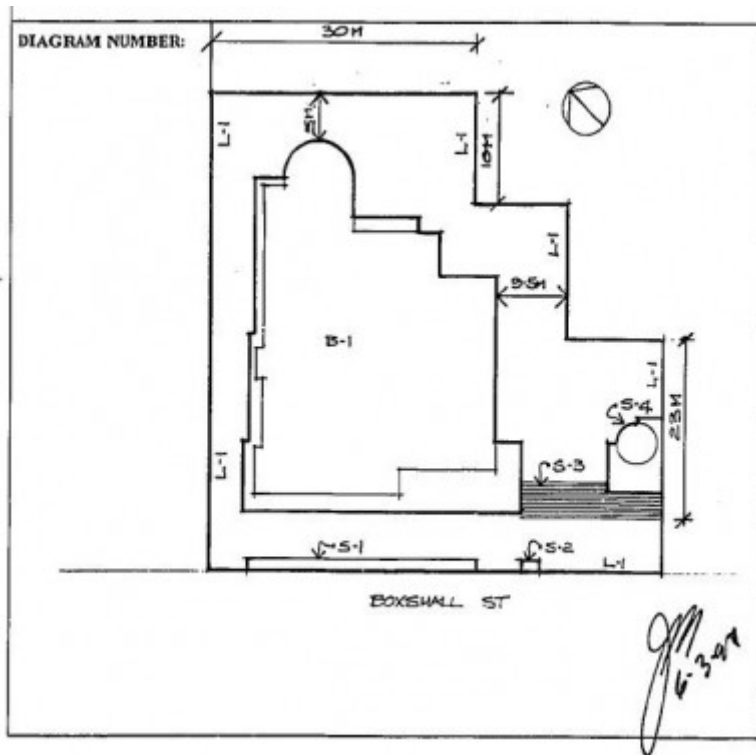 30M
DIAGRAM NUMBER:
5M
L-1
L-1
10M
L-1
9.5M
B-1
L-1
S-4
23M
L-1
S-3
S-1
S-2
L-1
BOXSHALL ST
6-3-97